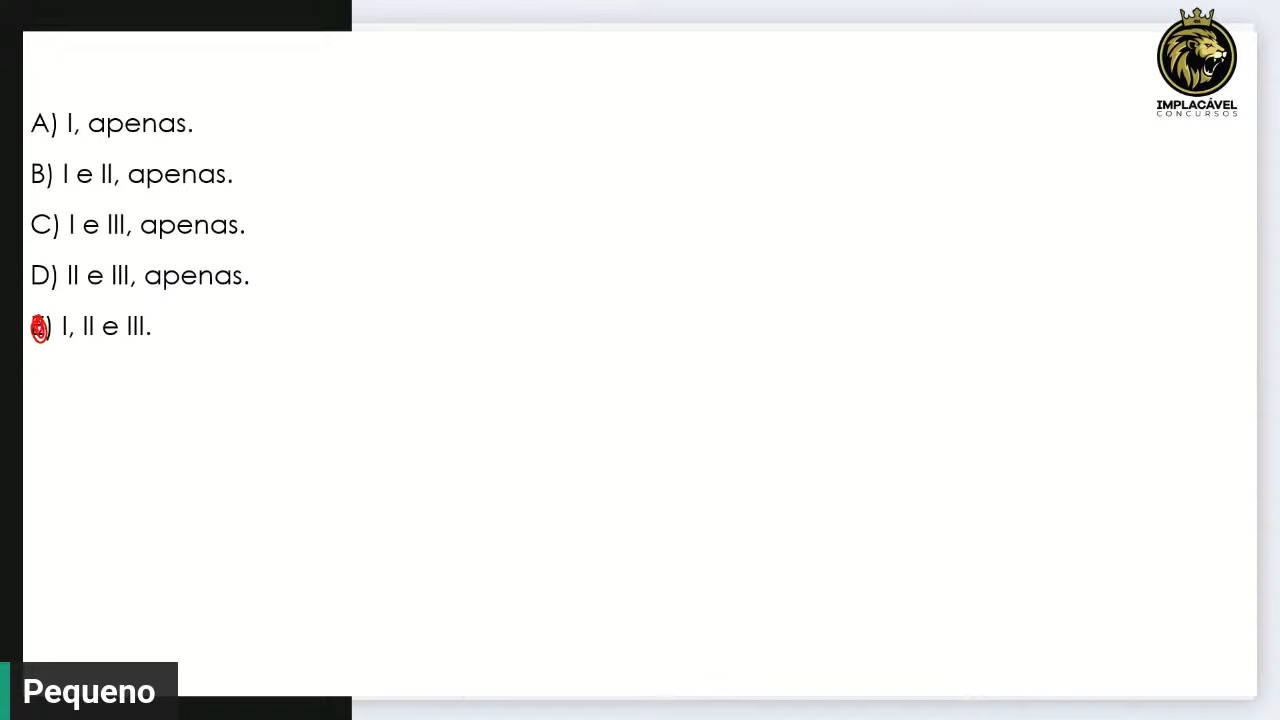 IMPLACÁVEL
CONCURSOS
A) I, apenas.
B) I e II, apenas.
C) I e III, apenas.
D) II e III, apenas.
) I, II e III.
Pequeno